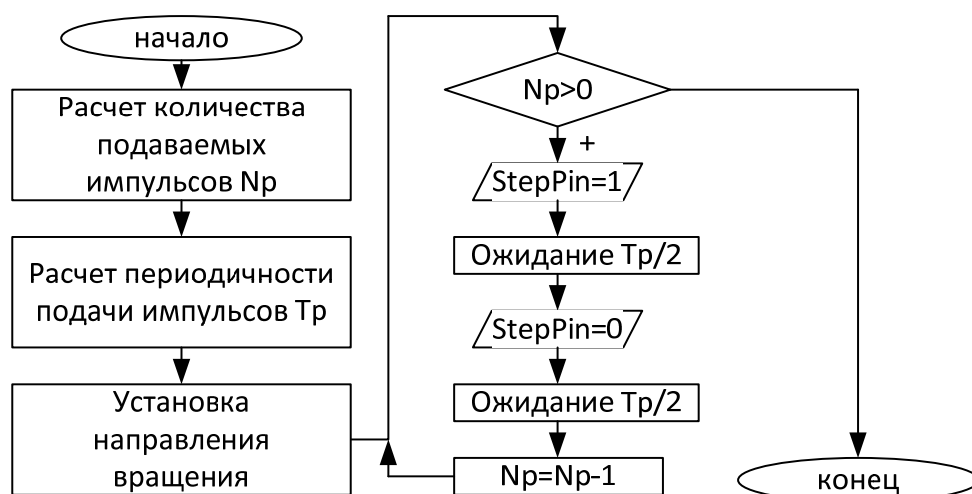 начало
Расчет количества
подаваемых
импульсов Np
Расчет периодичности
подачи импульсов Tp
Установка
направления
вращения
Np>0
+
StepPin=1
Ожидание Tp/2
StepPin=0
Ожидание Tp/2
Np=Np-1
конец